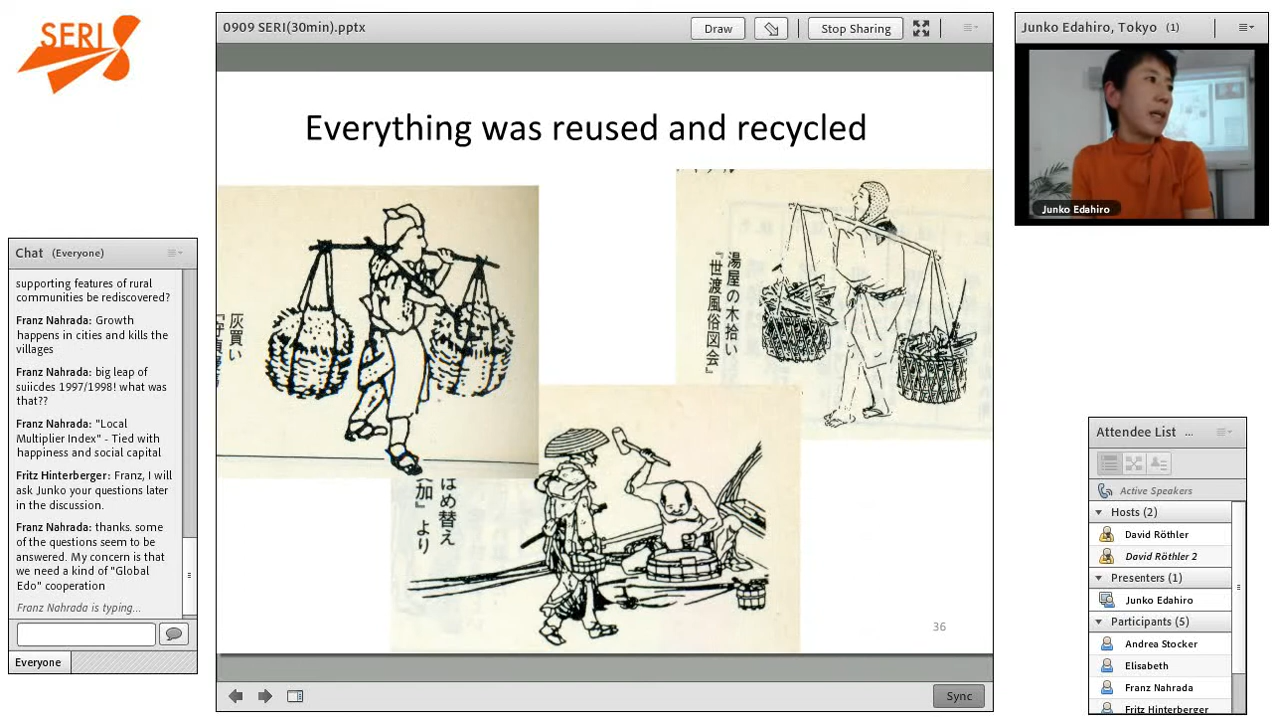 SERI
0909 SERI(30min).pptx
Draw
Stop Sharing
Junko Edahiro, Tokyo (1)
Junko Edahiro
Everything was reused and recycled
灰買い
湯屋の木拾い
『世渡風俗図会』
ほめ替え
加』より
36
Sync
Chat (Everyone)
supporting features of rural
communities be rediscovered?
Franz Nahrada: Growth
happens in cities and kills the
villages
Franz Nahrada: big leap of
suiicdes 1997/1998! what was
that??
Franz Nahrada: "Local
Multiplier Index" - Tied with
happiness and social capital
Fritz Hinterberger: Franz, I will
ask Junko your questions later
in the discussion.
Franz Nahrada: thanks. some
of the questions seem to be
answered. My concern is that
we need a kind of "Global
Edo" cooperation
Franz Nahrada is typing...
Everyone
Attendee List ...
Active Speakers
Hosts (2)
David Röthler
David Röthler 2
Presenters (1)
Junko Edahiro
Participants (5)
Andrea Stocker
Elisabeth
Franz Nahrada
Fritz Hinterberger